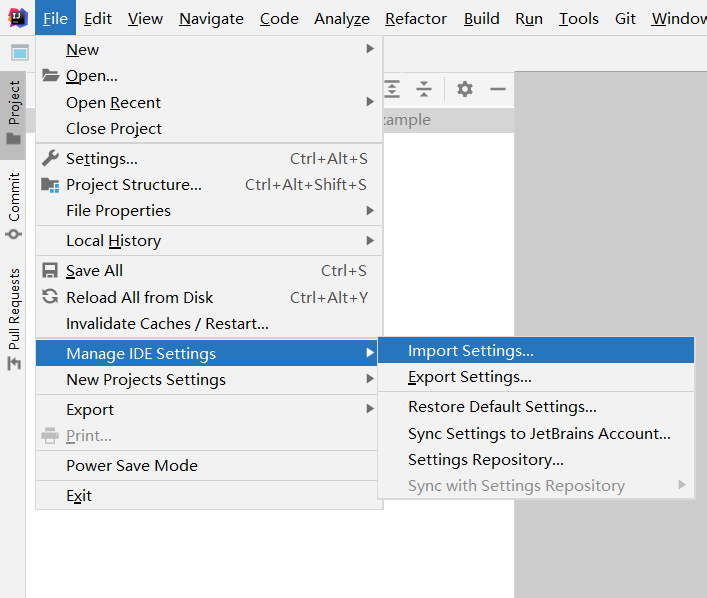 File Edit View Navigate Code Analyze Refactor Build Run Tools Git Window
New
Open...
Open Recent
Close Project
Settings... Ctrl+Alt+S
Project Structure... Ctrl+Alt+Shift+S
File Properties
Local History
Save All Ctrl+S
Reload All from Disk Ctrl+Alt+Y
Invalidate Caches / Restart...
Manage IDE Settings
New Projects Settings
Export
Print...
Power Save Mode
Exit
Import Settings...
Export Settings...
Restore Default Settings...
Sync Settings to JetBrains Account...
Settings Repository...
Sync with Settings Repository
Project
Commit
Pull Requests
ample